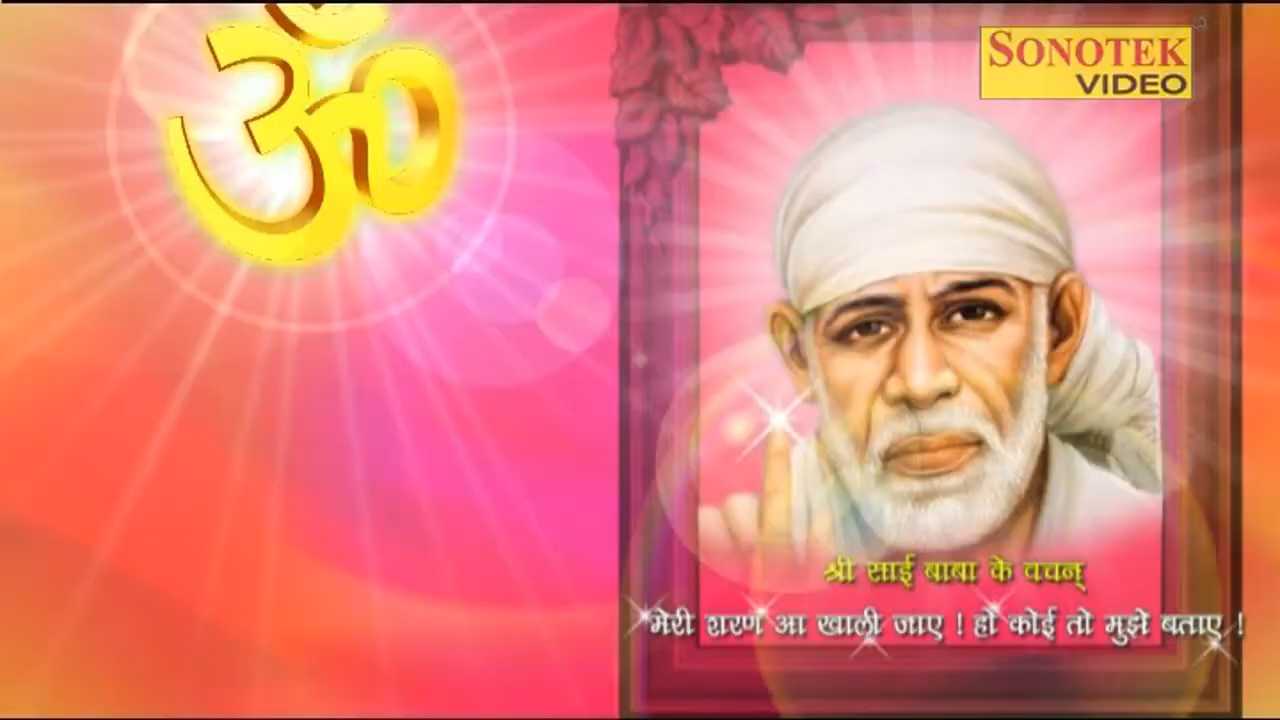 ॐ
SONOTEK
VIDEO
श्री साई बाबा के वचन्
मेरी शरण आ खाली जाए ! हो कोई तो मुझे बताए !